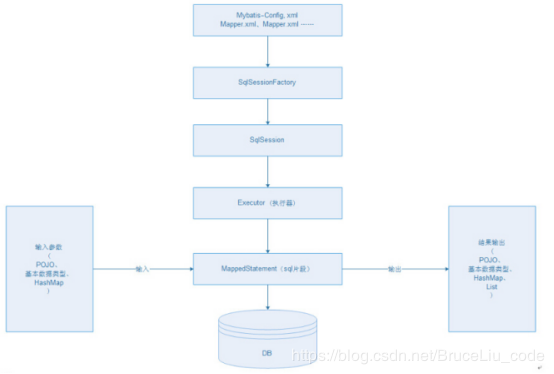 Mybatis-Config.xml
Mapper.xml、Mapper.xml ------
SqlSessionFactory
SqlSession
Executor（执行器）
输入参数
（
POJO、
基本数据类型、
HashMap
）
输入
MappedStatement（sql片段）
输出
结果输出
（
POJO、
基本数据类型、
HashMap、
List
）
DB
https://blog.csdn.net/BruceLiu_code